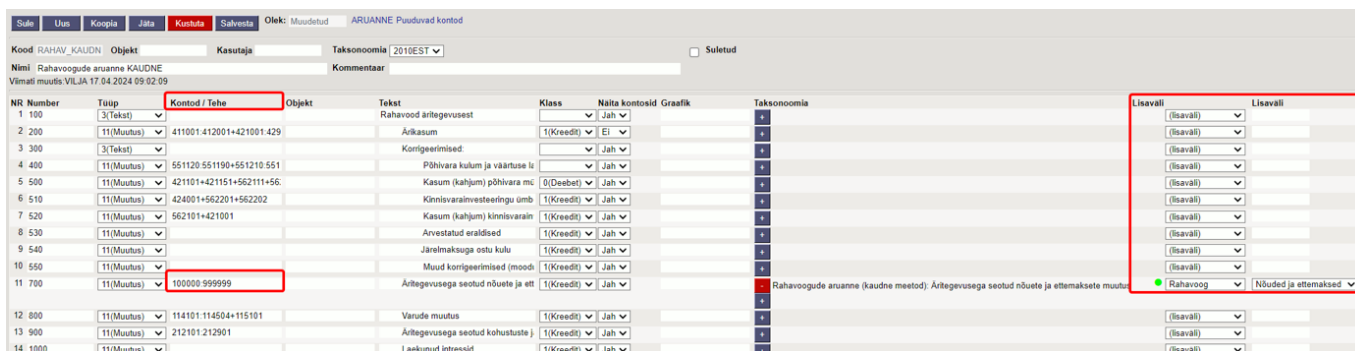 Sule Uus Koopia Jäta Kustuta Salvesta Olek: Muudetud ARUANNE Puuduvad kontod
Kood RAHAV_KAUDN Objekt Kasutaja Taksonoomia 2010EST Suletud
Nimi Rahavoogude aruanne KAUDNE Kommentaar
Viimati muutis:VILJA 17.04.2024 09:02:09
NR Number Tüüp Kontod / Tehe Objekt Tekst Klass Näita kontosid Graafik Taksonoomia Lisaväli Lisaväli
1 100 3(Tekst) Rahavood äritegevusest Jah + (lisaväli)
2 200 11(Muutus) 411001:412001+421001:429 Ärikasum 1(Kreedit) Ei + (lisaväli)
3 300 3(Tekst) Korrigeerimised: Jah + (lisaväli)
4 400 11(Muutus) 551120:551190+551210:551 Põhivara kulum ja väärtuse la Jah + (lisaväli)
5 500 11(Muutus) 421101+421151+562111+56: Kasum (kahjum) põhivara mü 0(Deebet) Jah + (lisaväli)
6 510 11(Muutus) 424001+562201+562202 Kinnisvarainvesteeringu ümb 1(Kreedit) Jah + (lisaväli)
7 520 11(Muutus) 562101+421001 Kasum (kahjum) kinnisvarain 1(Kreedit) Jah + (lisaväli)
8 530 11(Muutus) Arvestatud eraldised 1(Kreedit) Jah + (lisaväli)
9 540 11(Muutus) Järelmaksuga ostu kulu 1(Kreedit) Jah + (lisaväli)
10 550 11(Muutus) Muud korrigeerimised (moodu 1(Kreedit) Jah + (lisaväli)
11 700 11(Muutus) 100000:999999 Äritegevusega seotud nõuete ja ett 1(Kreedit) Jah - Rahavoogude aruanne (kaudne meetod): Äritegevusega seotud nõuete ja ettemaksete muutus Rahavoog Nõuded ja ettemaksed
+
12 800 11(Muutus) 114101:114504+115101 Varude muutus 1(Kreedit) Jah + (lisaväli)
13 900 11(Muutus) 212101:212901 Äritegevusega seotud kohustuste j 1(Kreedit) Jah + (lisaväli)
14 1000 11(Muutus) Laekunud intressid 1(Kreedit) Jah + (lisaväli)